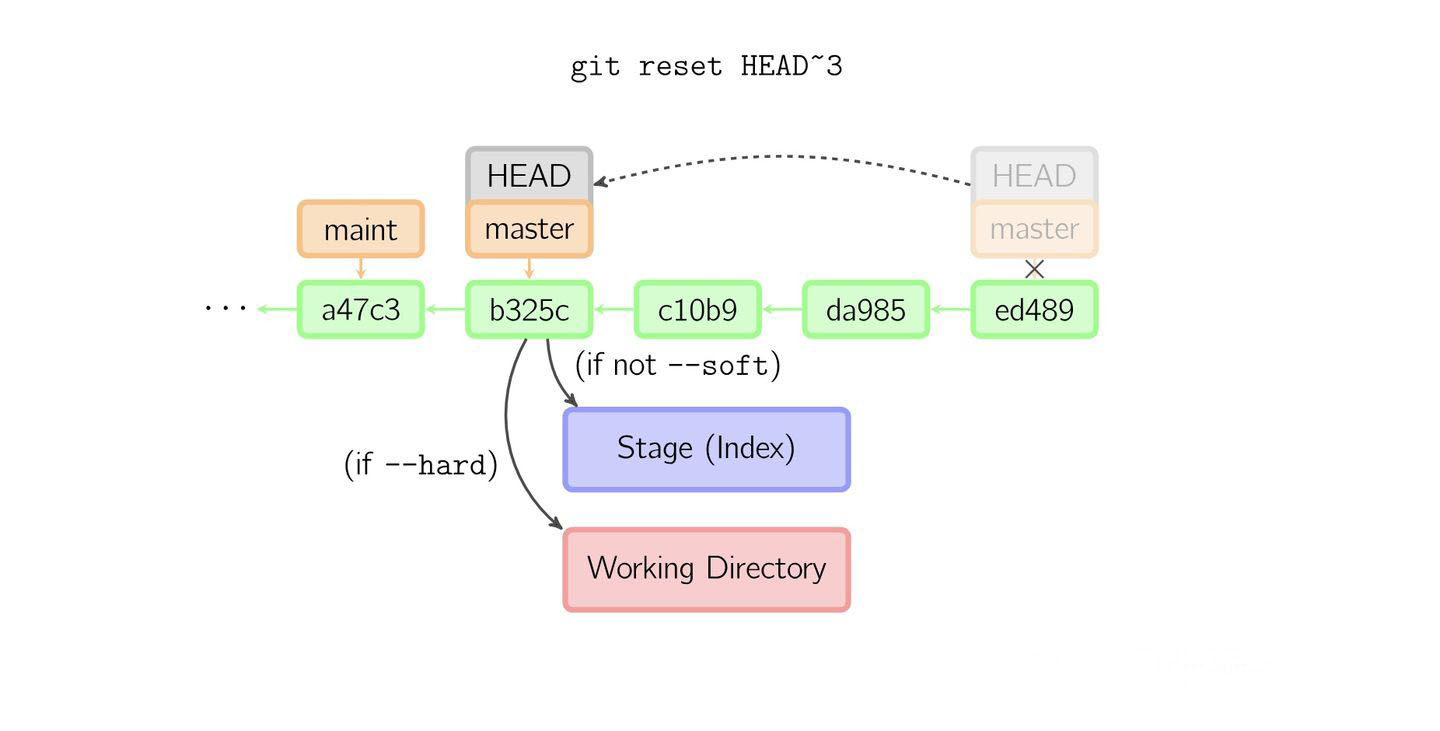 git reset HEAD~3
HEAD HEAD
maint master master
... a47c3 b325c c10b9 da985 ed489
(if not --soft)
Stage (Index)
(if --hard)
Working Directory